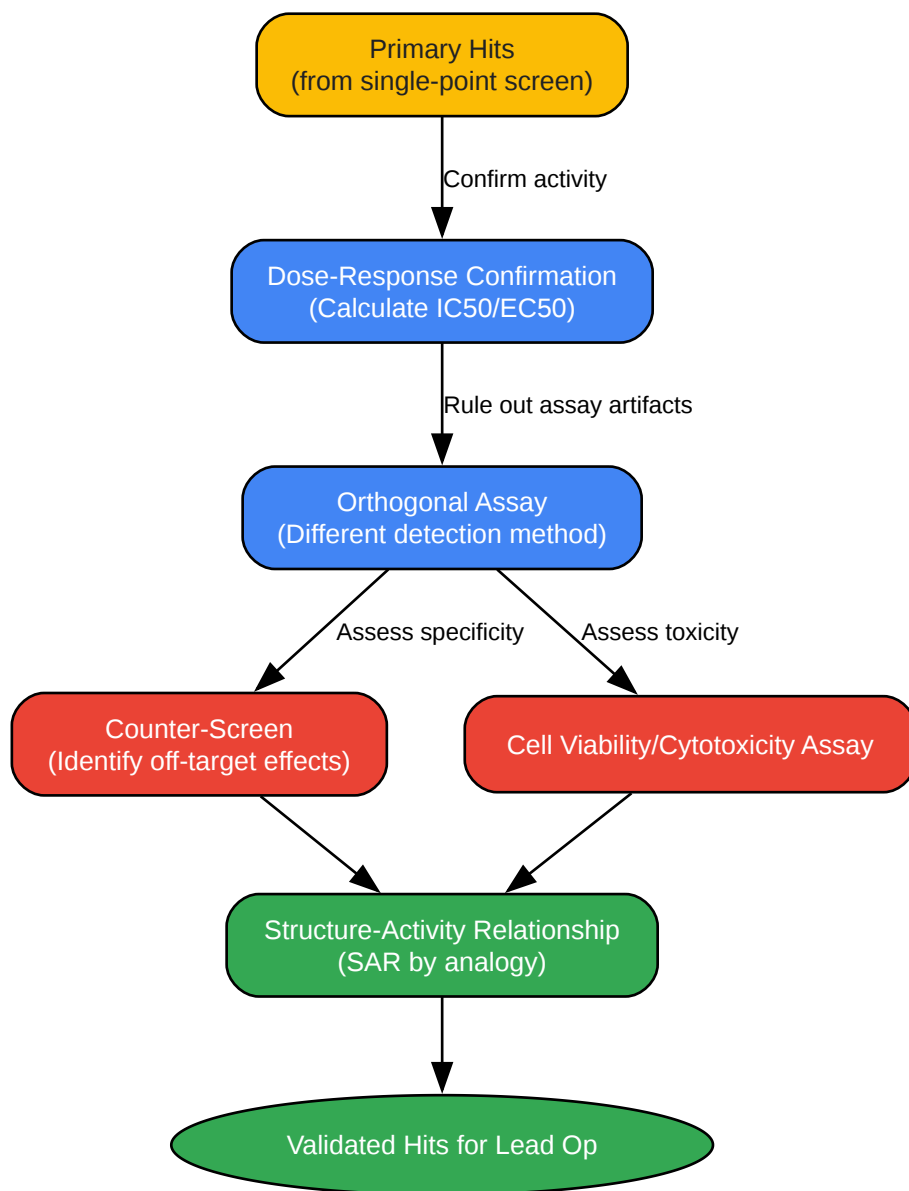 Primary Hits
(from single-point screen)
Confirm activity
Dose-Response Confirmation
(Calculate IC50/EC50)
Rule out assay artifacts
Orthogonal Assay
(Different detection method)
Assess specificity
Assess toxicity
Counter-Screen
(Identify off-target effects)
Cell Viability/Cytotoxicity Assay
Structure-Activity Relationship
(SAR by analogy)
Validated Hits for Lead Op